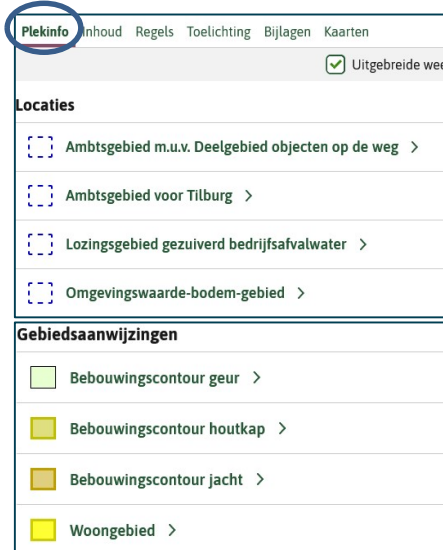 Plekinfo Inhoud Regels Toelichting Bijlagen Kaarten
Uitgebreide wee
Locaties
Ambtsgebied m.u.v. Deelgebied objecten op de weg
Ambtsgebied voor Tilburg
Lozingsgebied gezuiverd bedrijfsafvalwater
Omgevingswaarde-bodem-gebied
Gebiedsaanwijzingen
Bebouwingscontour geur
Bebouwingscontour houtkap
Bebouwingscontour jacht
Woongebied